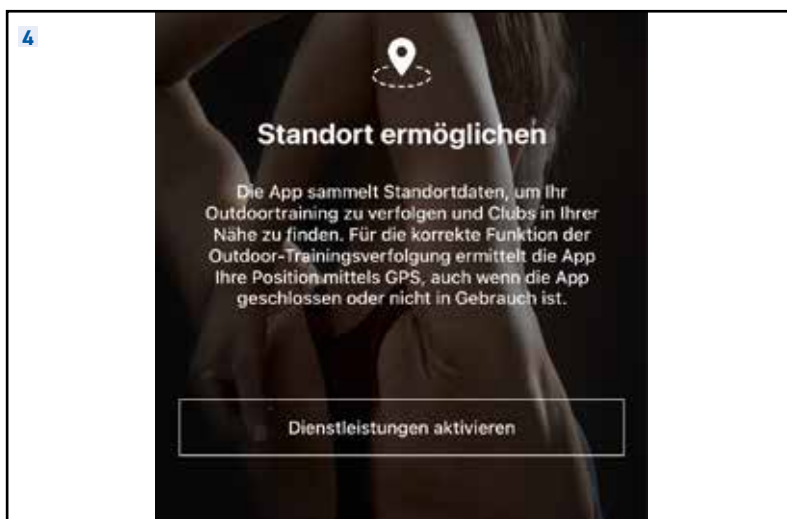 4
Standort ermöglichen
Die App sammelt Standortdaten, um Ihr
Outdoortraining zu verfolgen und Clubs in Ihrer
Nähe zu finden. Für die korrekte Funktion der
Outdoor-Trainingsverfolgung ermittelt die App
Ihre Position mittels GPS, auch wenn die App
geschlossen oder nicht in Gebrauch ist.
Dienstleistungen aktivieren